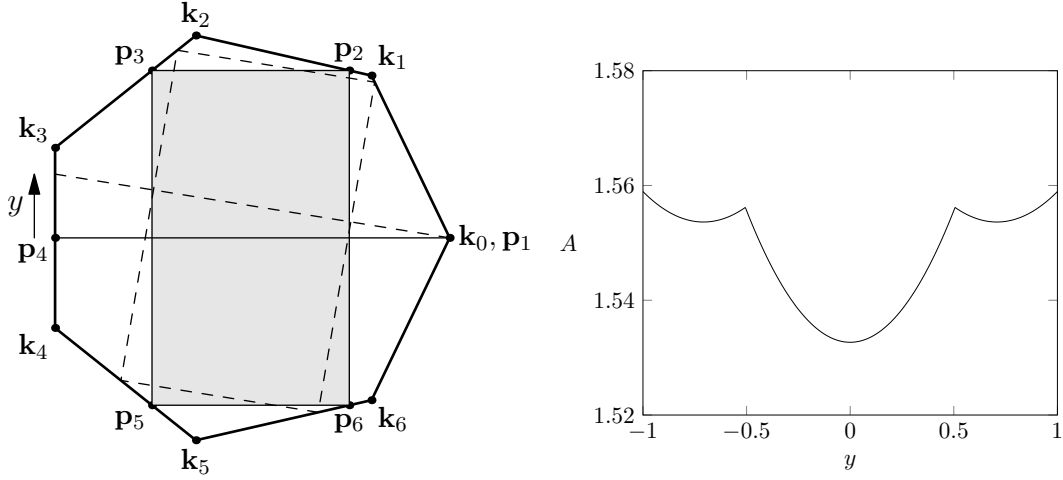 k₂
p₃
p₂
k₁
k₃
y
p₄
k₀, p₁
k₄
p₅
p₆
k₆
k₅
1.58
1.56
A
1.54
1.52
−1 −0.5 0 0.5 1
y